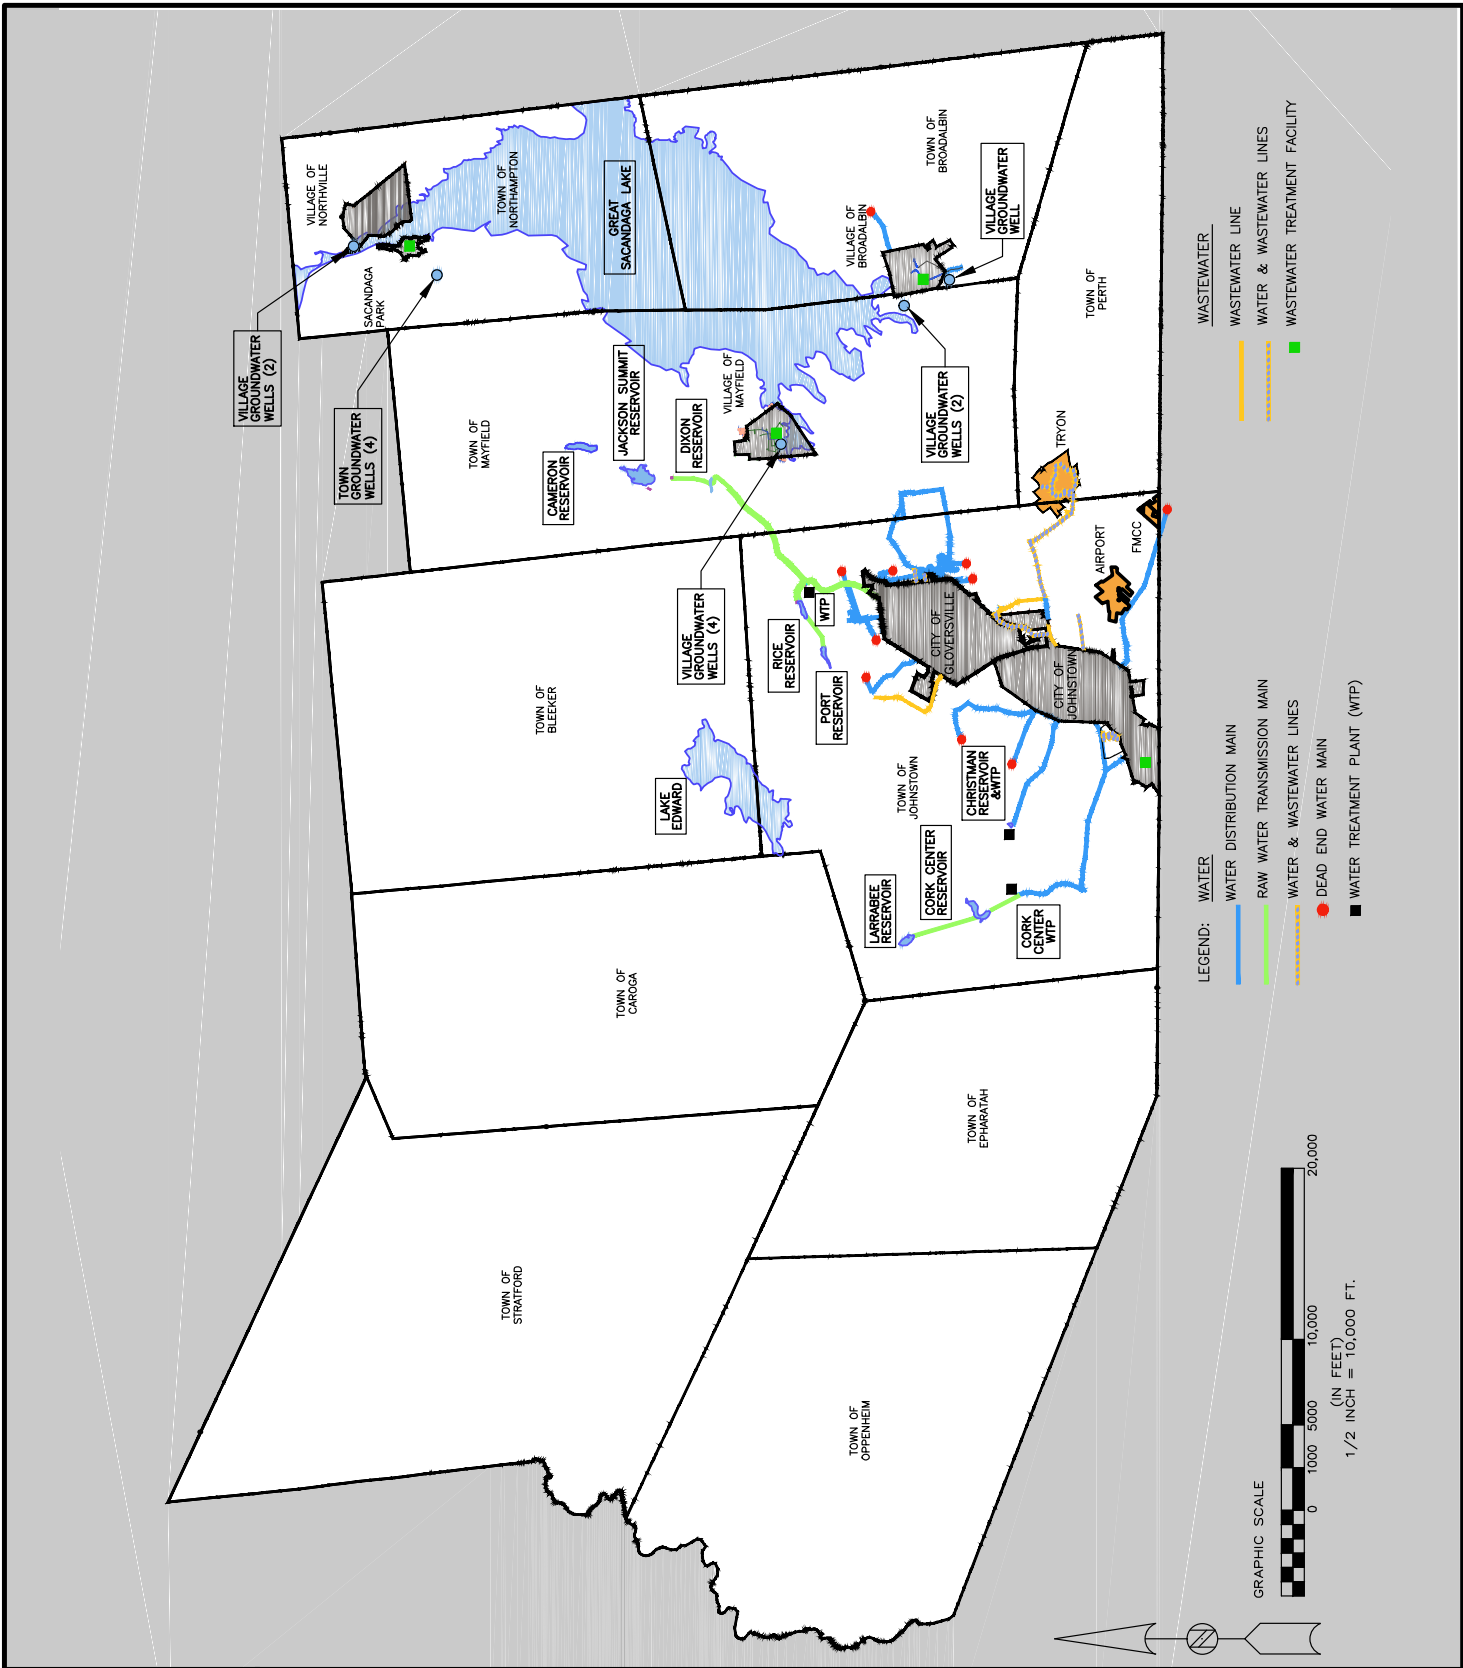 VILLAGE OF
NORTHVILLE
TOWN OF
NORTHAMPTON
GREAT
SACANDAGA LAKE
TOWN OF
BROADALBIN
VILLAGE
GROUNDWATER
WELL
VILLAGE OF
BROADALBIN
TOWN OF
PERTH
SACANDAGA
PARK
VILLAGE
GROUNDWATER
WELLS (2)
TOWN
GROUNDWATER
WELLS (4)
TOWN OF
MAYFIELD
CAMERON
RESERVOIR
JACKSON SUMMIT
RESERVOIR
DIXON
RESERVOIR
VILLAGE OF
MAYFIELD
VILLAGE
GROUNDWATER
WELLS (2)
TRYON
AIRPORT
FMCC
VILLAGE
GROUNDWATER
WELLS (4)
WTP
RICE
RESERVOIR
PORT
RESERVOIR
CITY OF
GLOVERSVILLE
CITY OF
JOHNSTOWN
TOWN OF
BLEEKER
LAKE
EDWARD
TOWN OF
JOHNSTOWN
CHRISTMAN
RESERVOIR
&WTP
CORK CENTER
RESERVOIR
LARRABEE
RESERVOIR
CORK
CENTER
WTP
TOWN OF
CAROGA
TOWN OF
EPHARATAH
TOWN OF
STRATFORD
TOWN OF
OPPENHEIM
LEGEND:
WATER
WATER DISTRIBUTION MAIN
RAW WATER TRANSMISSION MAIN
WATER & WASTEWATER LINES
DEAD END WATER MAIN
WATER TREATMENT PLANT (WTP)
WASTEWATER
WASTEWATER LINE
WATER & WASTEWATER LINES
WASTEWATER TREATMENT FACILITY
GRAPHIC SCALE
0 1000 5000 10,000 20,000
(IN FEET)
1/2 INCH = 10,000 FT.